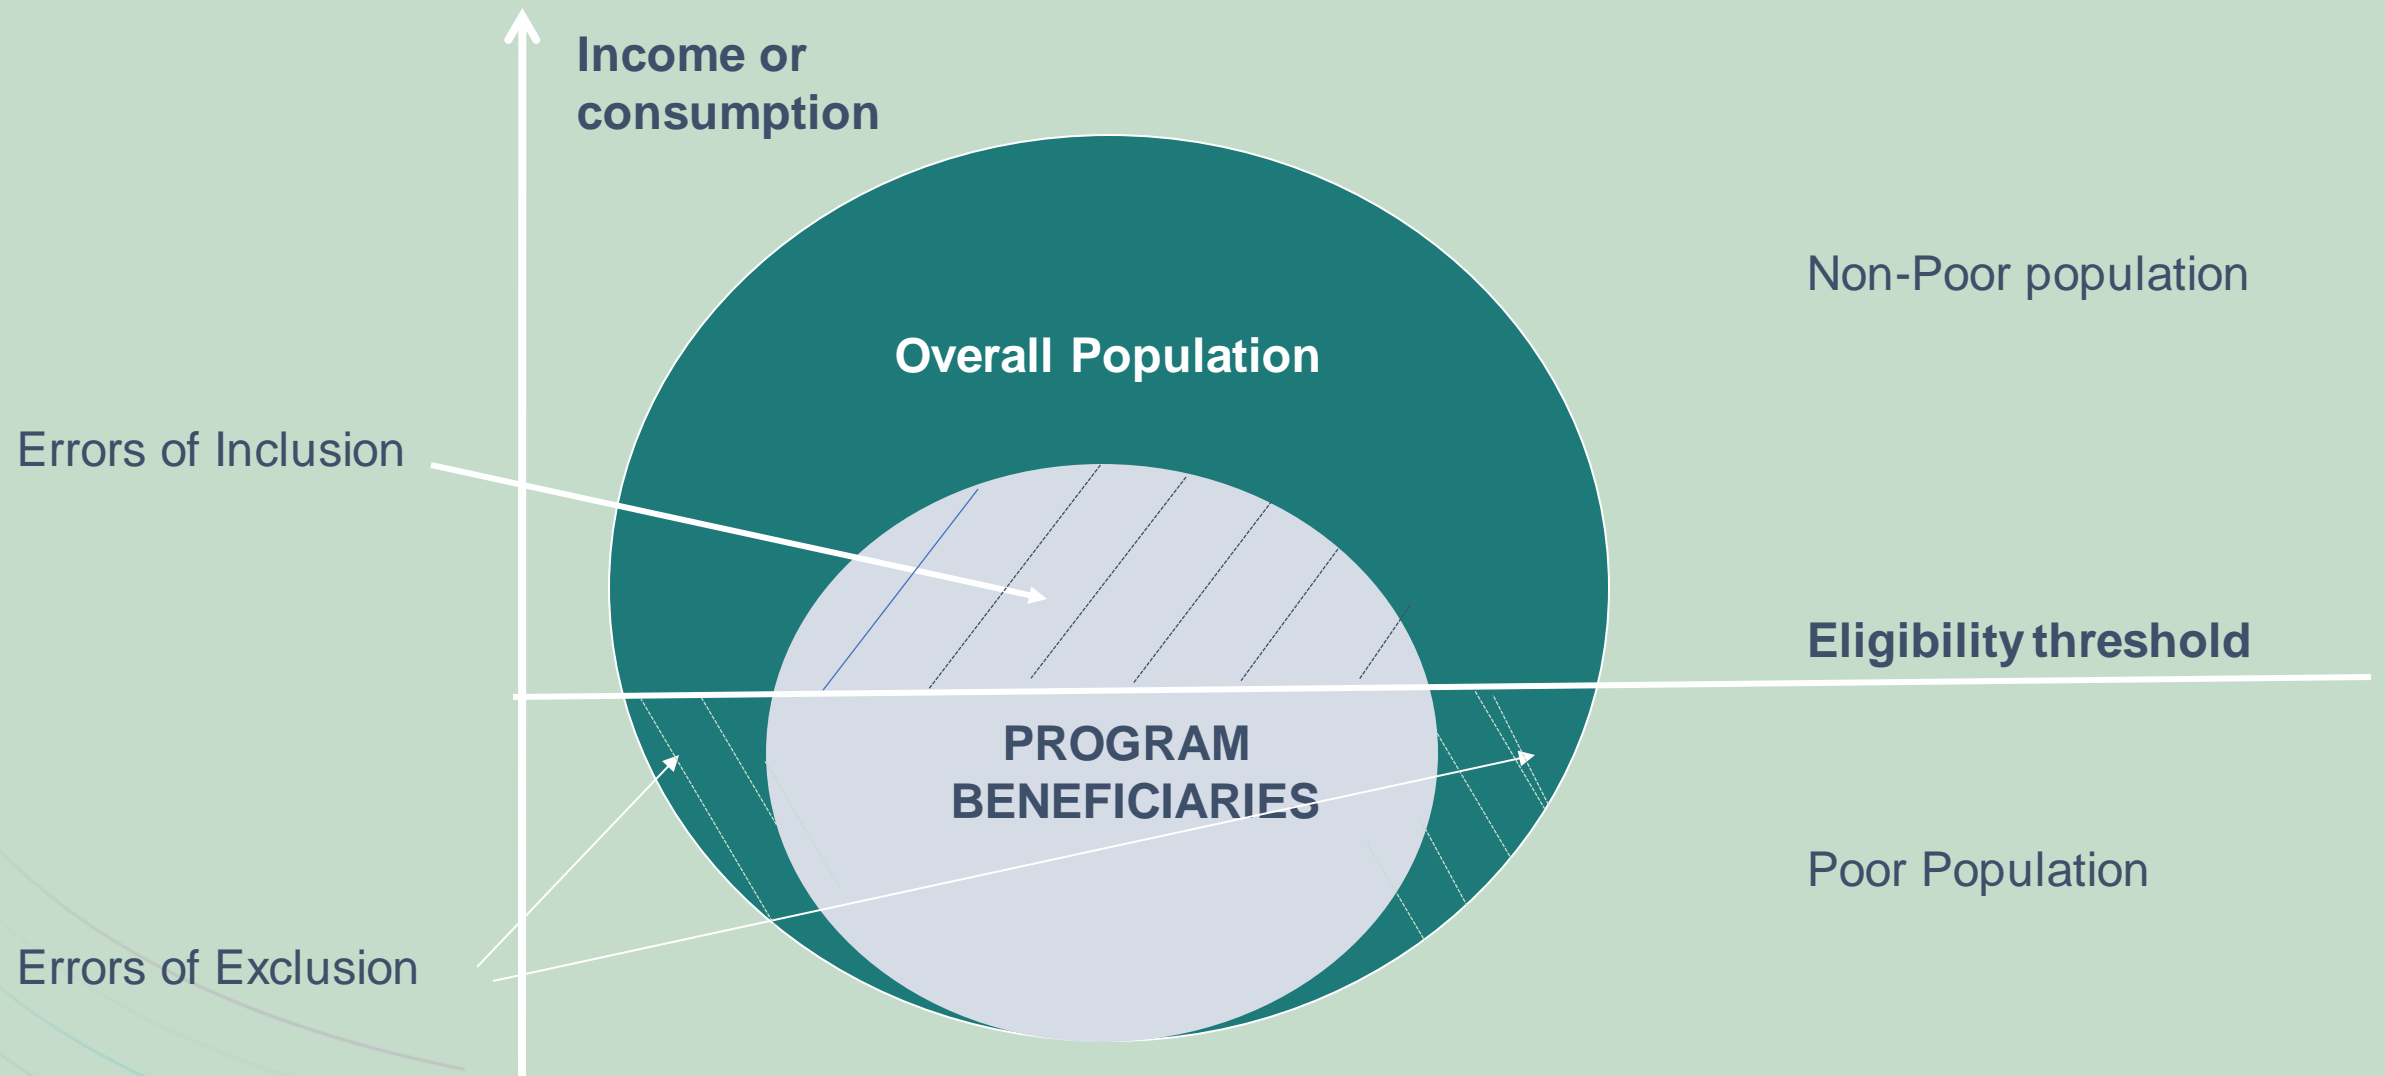 Income or
consumption
Non-Poor population
Overall Population
Errors of Inclusion
Eligibility threshold
PROGRAM
BENEFICIARIES
Poor Population
Errors of Exclusion